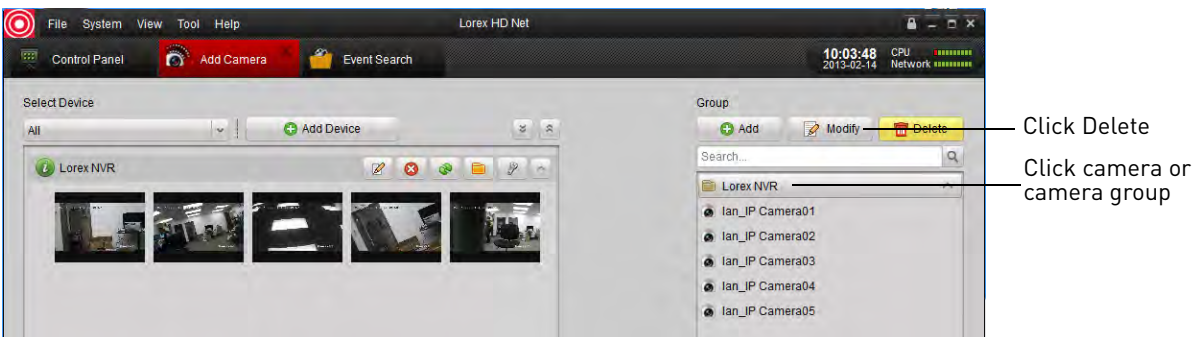 File System View Tool Help Lorex HD Net
Control Panel Add Camera Event Search 10:03:48 CPU
2013-02-14 Network
Select Device Group
All Add Device Add Modify Delete Click Delete
Search...
Lorex NVR Lorex NVR Click camera or
camera group
Ian_IP Camera01
Ian_IP Camera02
Ian_IP Camera03
Ian_IP Camera04
Ian_IP Camera05